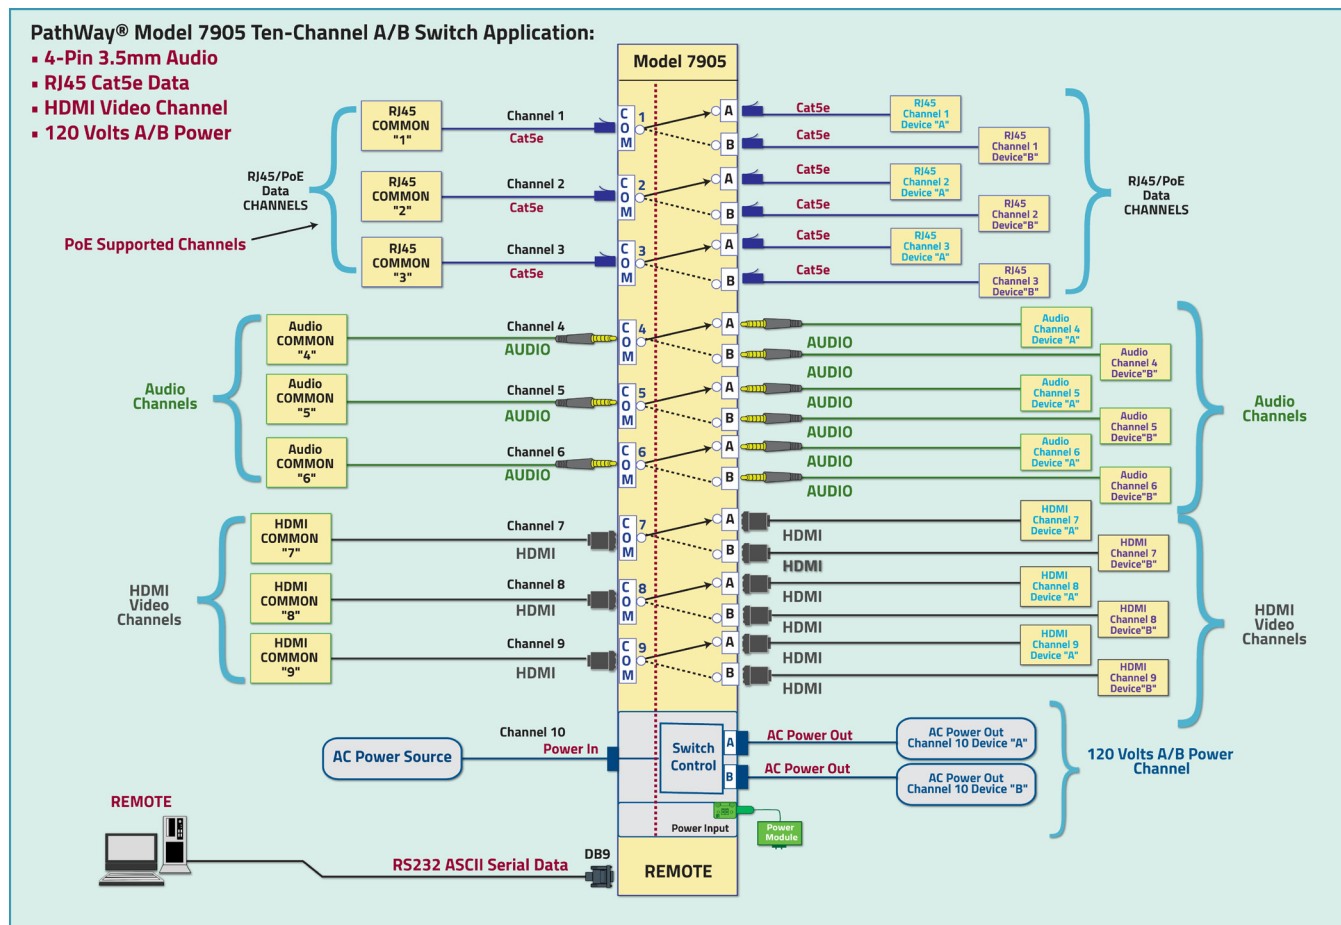 PathWay® Model 7905 Ten-Channel A/B Switch Application:
▪ 4-Pin 3.5mm Audio
▪ RJ45 Cat5e Data
▪ HDMI Video Channel
▪ 120 Volts A/B Power
Model 7905
RJ45/PoE
Data
CHANNELS
PoE Supported Channels
RJ45
COMMON
"1"
Channel 1
Cat5e
C
O
M
1
A
B
Cat5e
RJ45
Channel 1
Device "A"
Cat5e
RJ45
Channel 1
Device"B"
RJ45
COMMON
"2"
Channel 2
Cat5e
C
O
M
2
A
B
Cat5e
RJ45
Channel 2
Device "A"
Cat5e
RJ45
Channel 2
Device"B"
RJ45
COMMON
"3"
Channel 3
Cat5e
C
O
M
3
A
B
Cat5e
RJ45
Channel 3
Device "A"
Cat5e
RJ45
Channel 3
Device"B"
RJ45/PoE
Data
CHANNELS
Audio
Channels
Audio
COMMON
"4"
Channel 4
AUDIO
C
O
M
4
A
B
AUDIO
Audio
Channel 4
Device "A"
AUDIO
Audio
Channel 4
Device"B"
Audio
COMMON
"5"
Channel 5
AUDIO
C
O
M
5
A
B
AUDIO
Audio
Channel 5
Device "A"
AUDIO
Audio
Channel 5
Device"B"
Audio
COMMON
"6"
Channel 6
AUDIO
C
O
M
6
A
B
AUDIO
Audio
Channel 6
Device "A"
AUDIO
Audio
Channel 6
Device"B"
Audio
Channels
HDMI
Video
Channels
HDMI
COMMON
"7"
Channel 7
HDMI
C
O
M
7
A
B
HDMI
HDMI
Channel 7
Device "A"
HDMI
HDMI
Channel 7
Device"B"
HDMI
COMMON
"8"
Channel 8
HDMI
C
O
M
8
A
B
HDMI
HDMI
Channel 8
Device "A"
HDMI
HDMI
Channel 8
Device"B"
HDMI
COMMON
"9"
Channel 9
HDMI
C
O
M
9
A
B
HDMI
HDMI
Channel 9
Device "A"
HDMI
HDMI
Channel 9
Device"B"
HDMI
Video
Channels
AC Power Source
Channel 10
Power In
Switch
Control
A
B
AC Power Out
AC Power Out
Channel 10 Device "A"
AC Power Out
AC Power Out
Channel 10 Device "B"
120 Volts A/B Power
Channel
Power Input
Power
Module
REMOTE
RS232 ASCII Serial Data
DB9
REMOTE